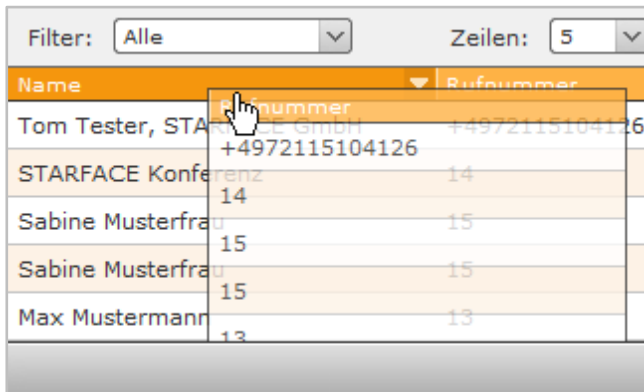 Filter: Alle Zeilen: 5
Name Rufnummer
Rufnummer
Tom Tester, STARFACE GmbH +4972115104126
+4972115104126
STARFACE Konferenz 14
14
Sabine Musterfrau 15
15
Sabine Musterfrau 15
15
Max Mustermann 13
13